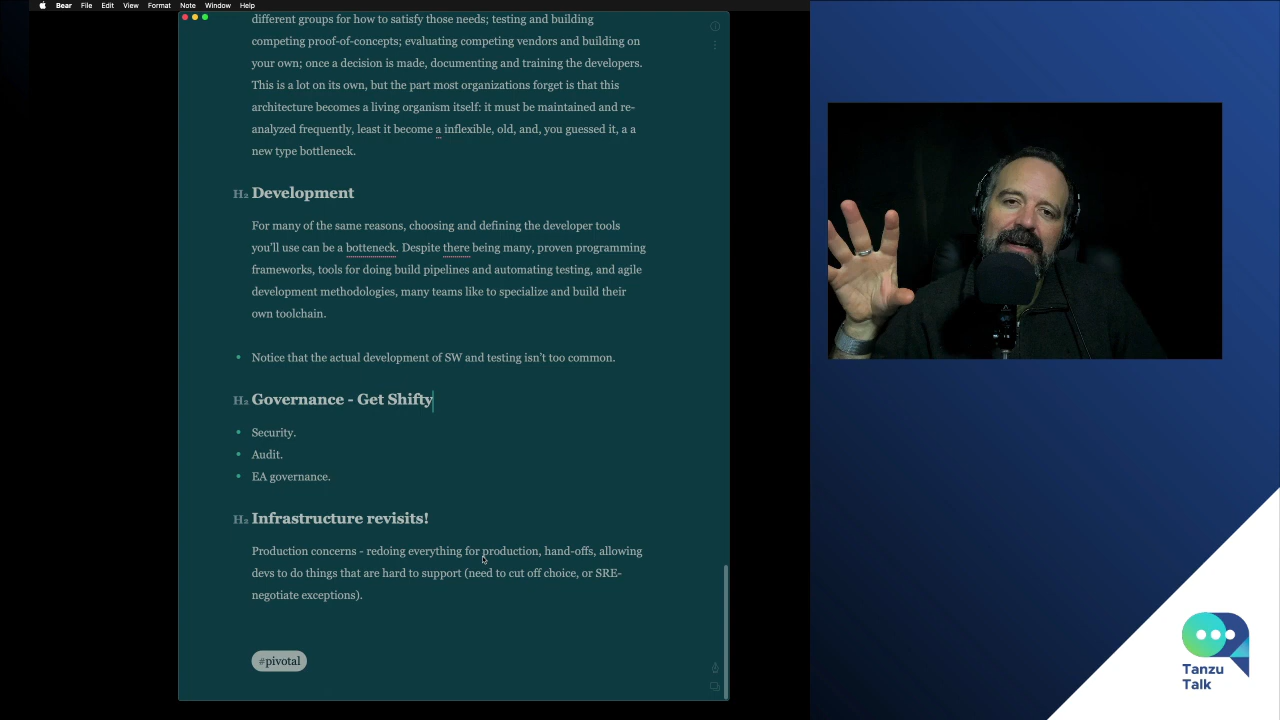 Bear File Edit View Format Note Window Help
different groups for how to satisfy those needs; testing and building
competing proof-of-concepts; evaluating competing vendors and building on
your own; once a decision is made, documenting and training the developers.
This is a lot on its own, but the part most organizations forget is that this
architecture becomes a living organism itself: it must be maintained and re-
analyzed frequently, least it become a inflexible, old, and, you guessed it, a a
new type bottleneck.
H2 Development
For many of the same reasons, choosing and defining the developer tools
you'll use can be a botteneck. Despite there being many, proven programming
frameworks, tools for doing build pipelines and automating testing, and agile
development methodologies, many teams like to specialize and build their
own toolchain.
• Notice that the actual development of SW and testing isn't too common.
H2 Governance - Get Shifty
• Security.
• Audit.
• EA governance.
H2 Infrastructure revisits!
Production concerns - redoing everything for production, hand-offs, allowing
devs to do things that are hard to support (need to cut off choice, or SRE-
negotiate exceptions).
#pivotal
Tanzu
Talk